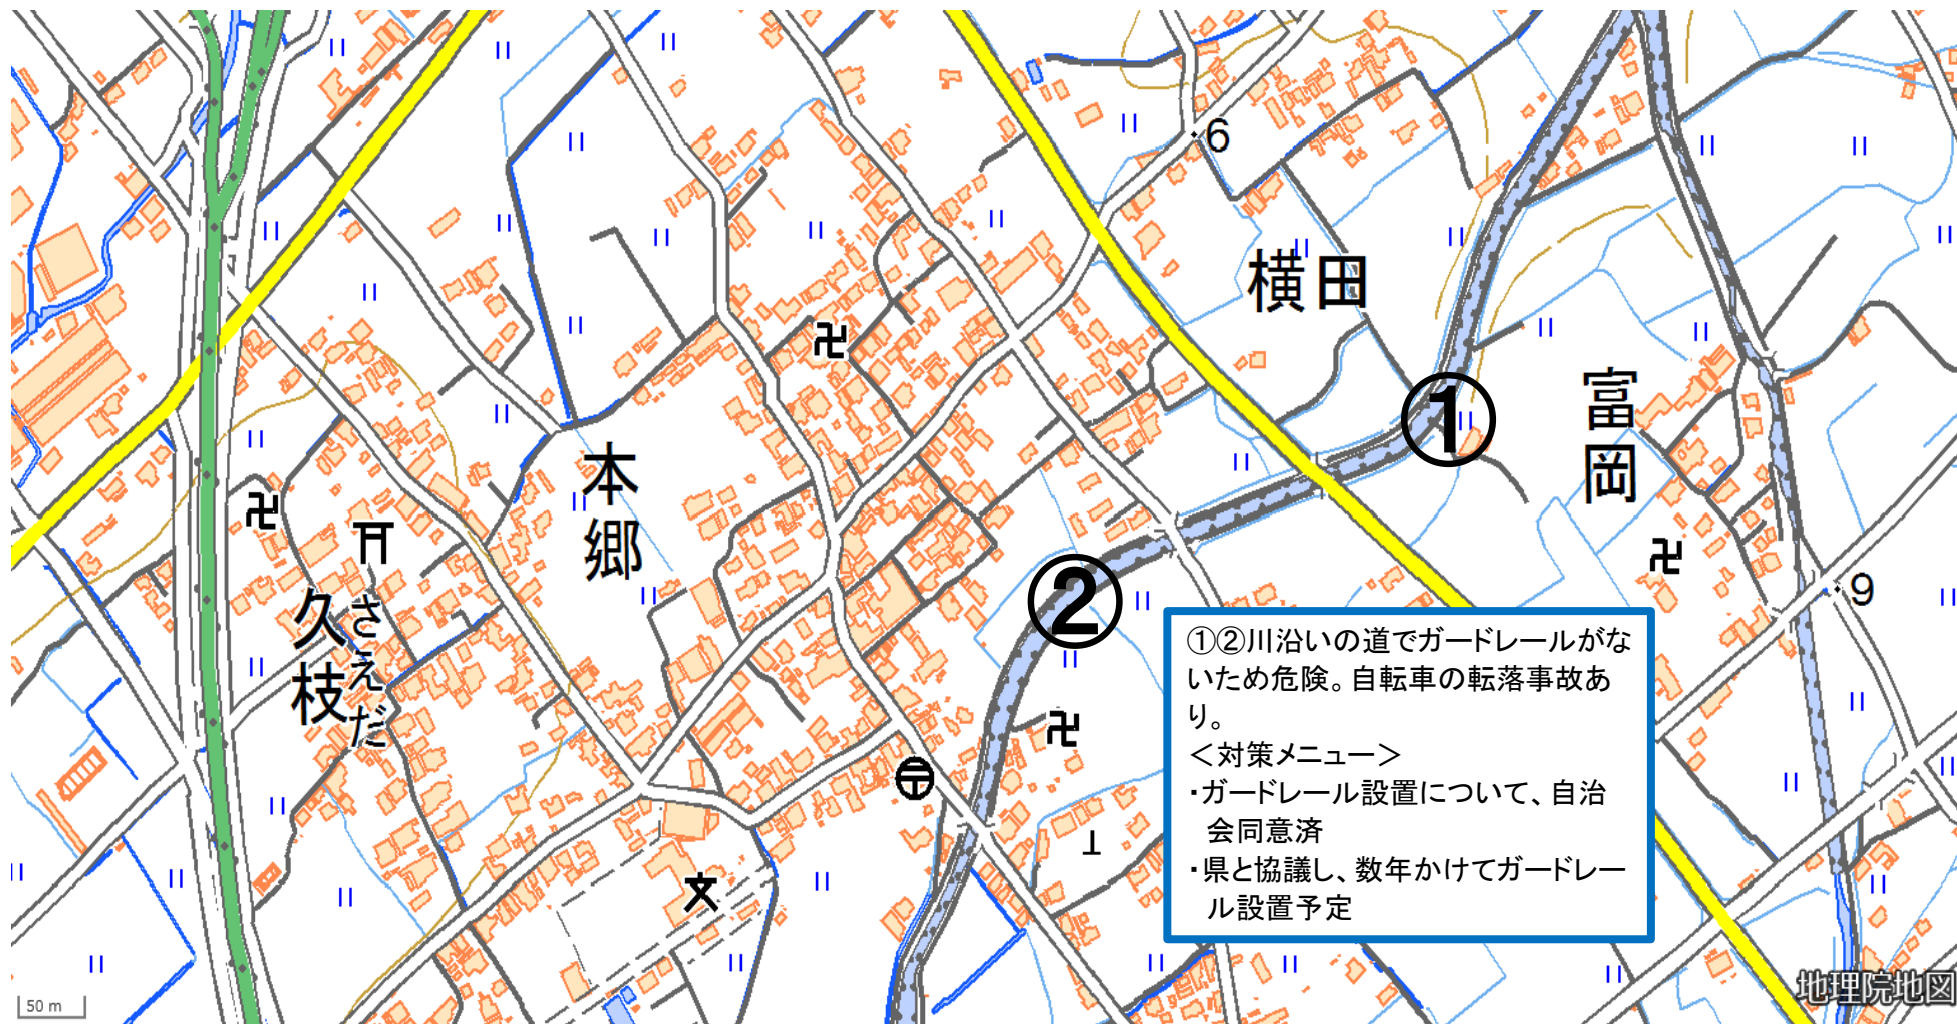 6
横田
①
富岡
本郷
②
9
久枝
さえだ
①②川沿いの道でガードレールがな
いため危険。自転車の転落事故あ
り。
＜対策メニュー＞
・ガードレール設置について、自治
会同意済
・県と協議し、数年かけてガードレー
ル設置予定
50 m
地理院地図